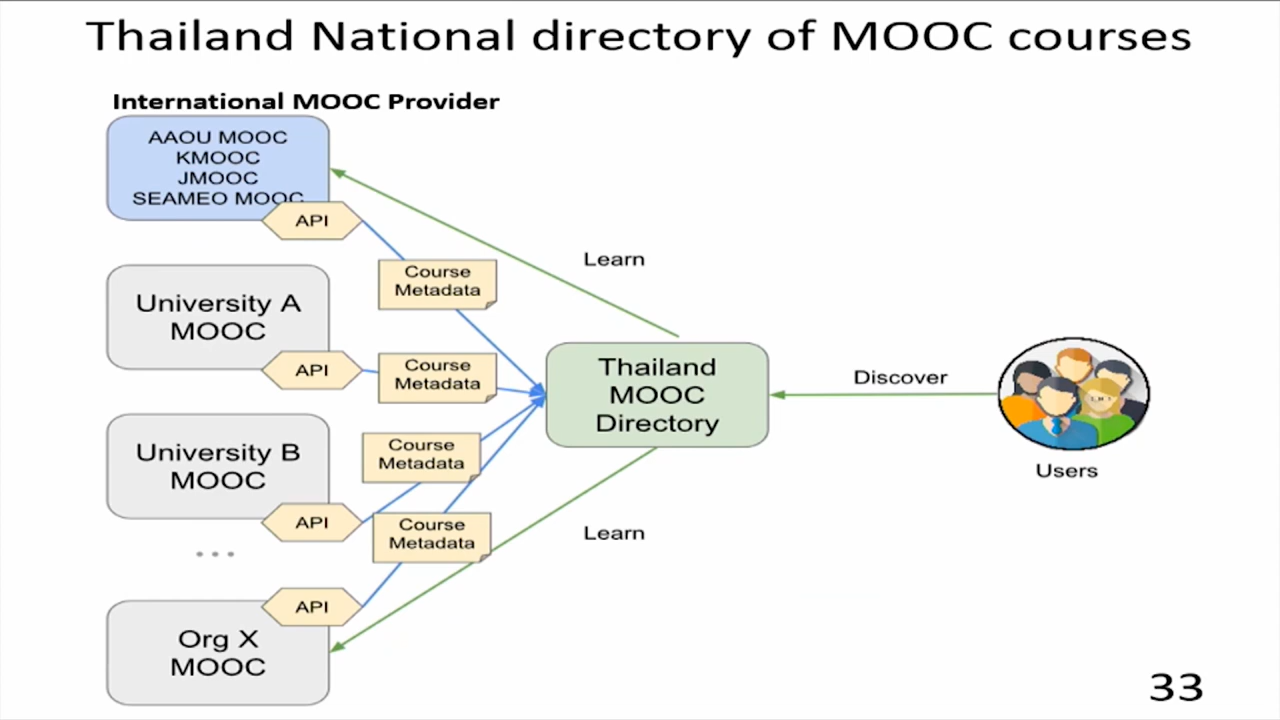 Thailand National directory of MOOC courses
International MOOC Provider
AAOU MOOC
KMOOC
JMOOC
SEAMEO MOOC
API
Course
Metadata
Learn
University A
MOOC
API
Course
Metadata
Thailand
MOOC
Directory
Discover
Users
University B
MOOC
API
Course
Metadata
...
Course
Metadata
Learn
API
Org X
MOOC
33